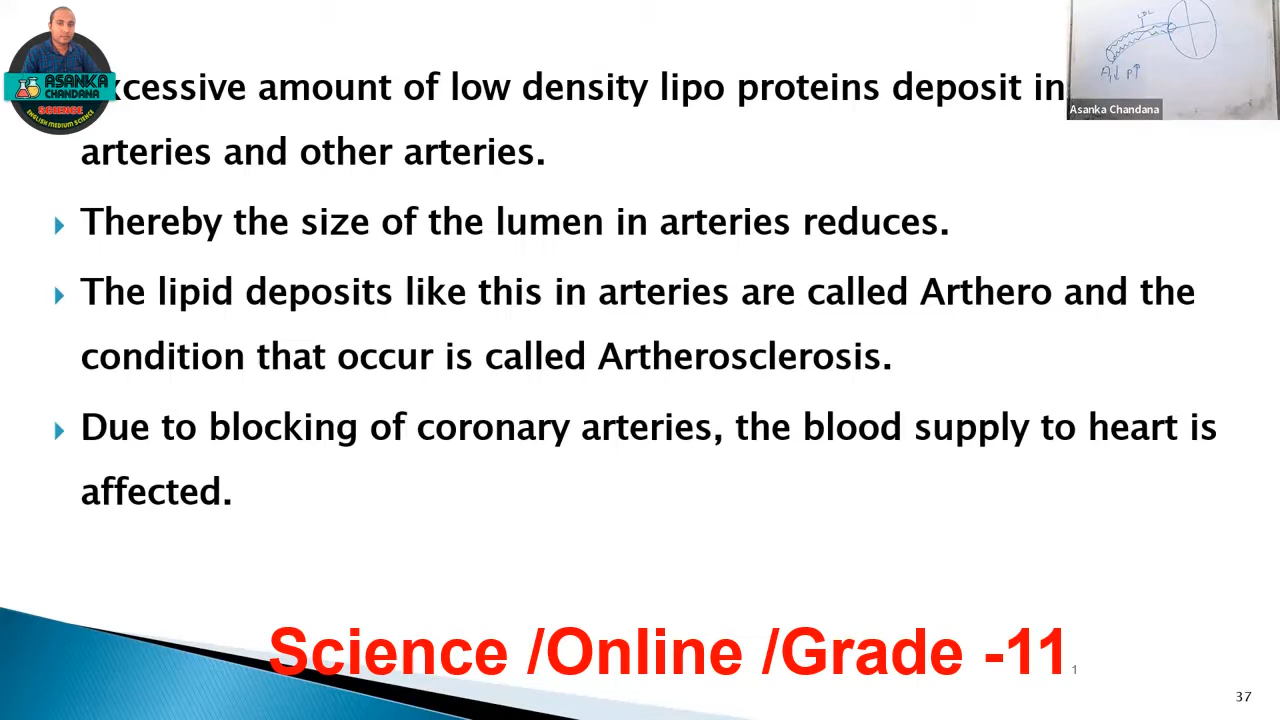 ASANKA
CHANDANA
SCIENCE
ENGLISH MEDIUM SCIENCE
xcessive amount of low density lipo proteins deposit in
arteries and other arteries.
Thereby the size of the lumen in arteries reduces.
The lipid deposits like this in arteries are called Arthero and the
condition that occur is called Artherosclerosis.
Due to blocking of coronary arteries, the blood supply to heart is
affected.
LDL
A↓ P↑
Asanka Chandana
Science /Online /Grade -11
1
37